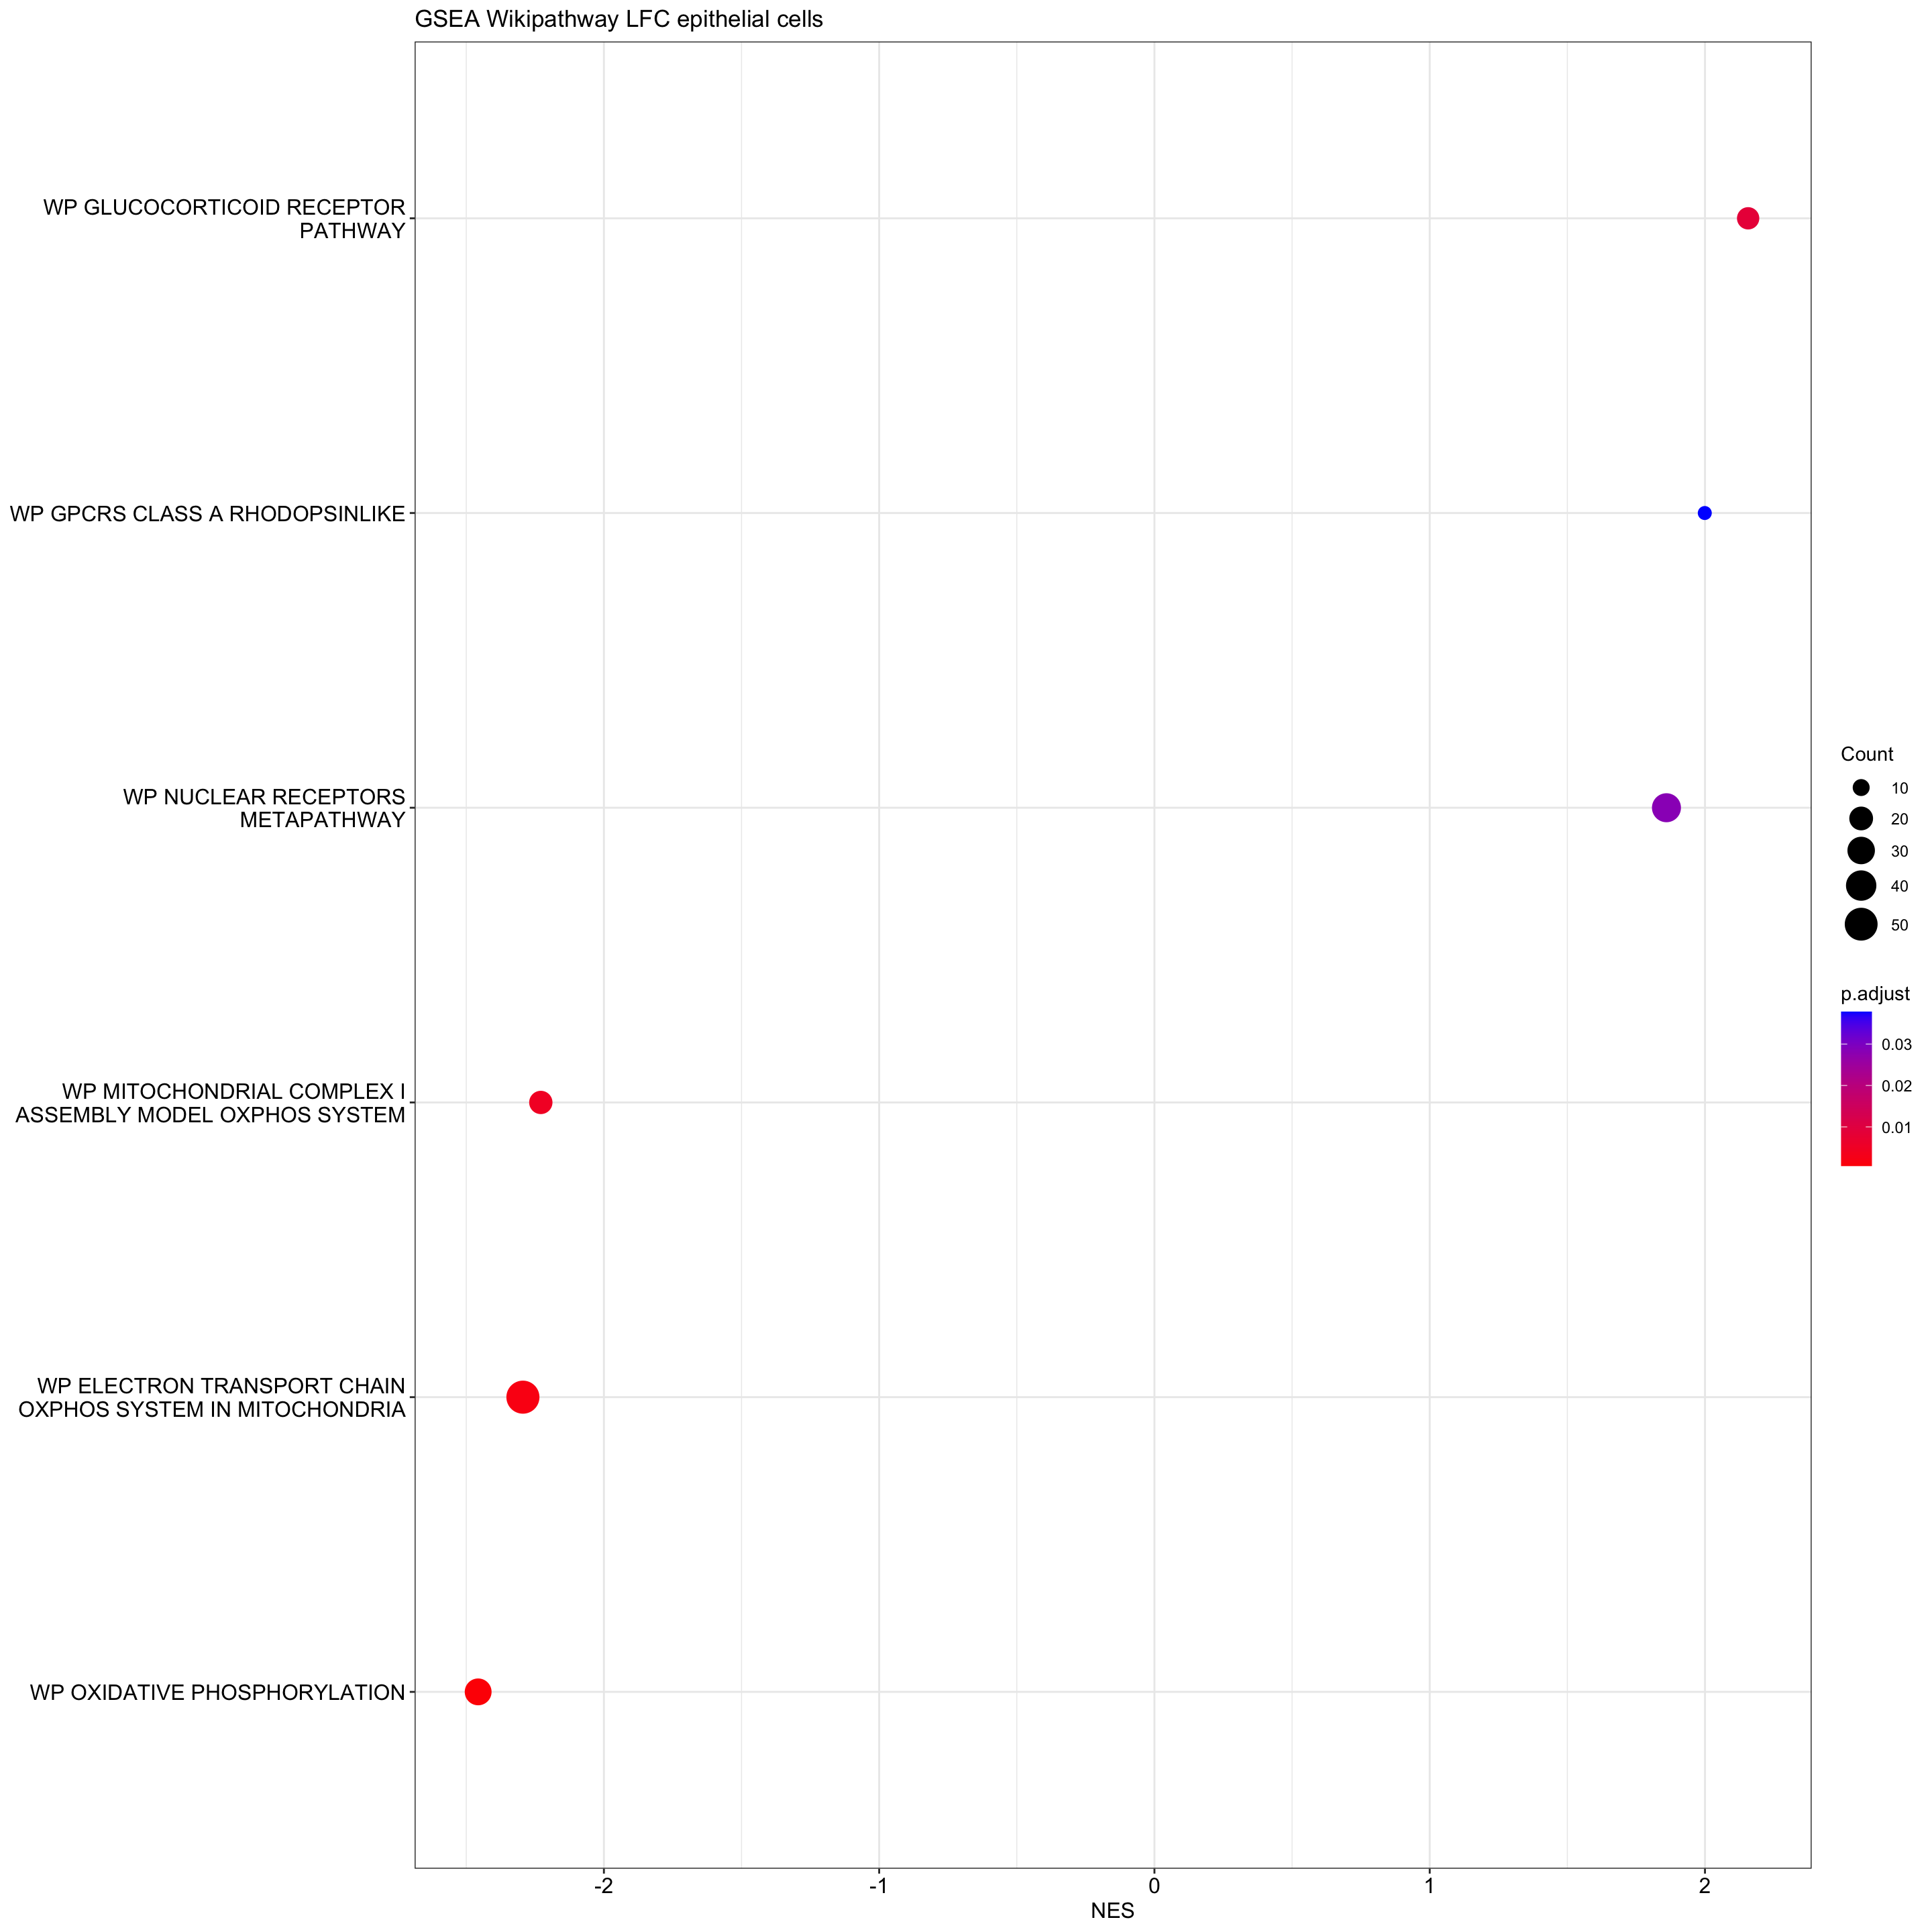 GSEA Wikipathway LFC epithelial cells
WP GLUCOCORTICOID RECEPTOR
PATHWAY
WP GPCRS CLASS A RHODOPSINLIKE
WP NUCLEAR RECEPTORS
METAPATHWAY
WP MITOCHONDRIAL COMPLEX I
ASSEMBLY MODEL OXPHOS SYSTEM
WP ELECTRON TRANSPORT CHAIN
OXPHOS SYSTEM IN MITOCHONDRIA
WP OXIDATIVE PHOSPHORYLATION
-2 -1 0 1 2
NES
Count
10
20
30
40
50
p.adjust
0.03
0.02
0.01